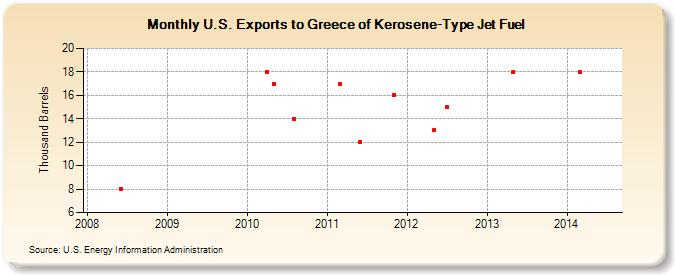 Monthly U.S. Exports to Greece of Kerosene-Type Jet Fuel
Thousand Barrels
20
18
16
14
12
10
8
6
2008 2009 2010 2011 2012 2013 2014
Source: U.S. Energy Information Administration